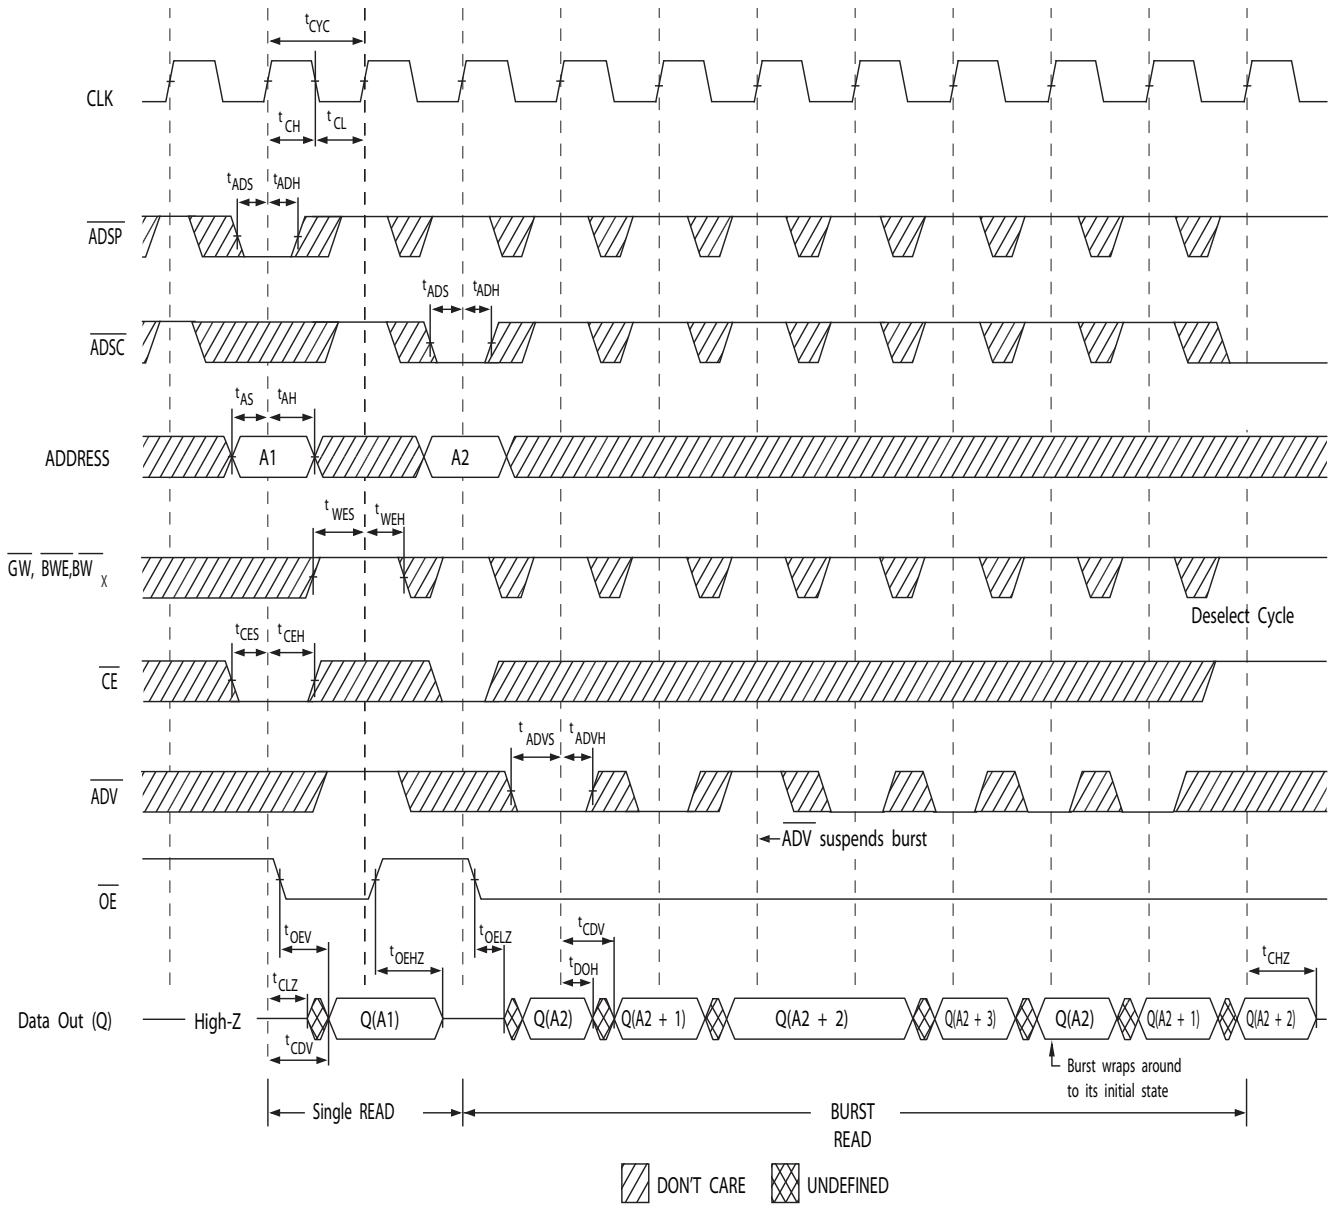 tCYC
CLK
tCH
tCL
tADS
tADH
ADSP
tADS
tADH
ADSC
tAS
tAH
ADDRESS
A1
A2
tWES
tWEH
GW, BWE,BW X
Deselect Cycle
tCES
tCEH
CE
tADVS
tADVH
ADV
ADV suspends burst
OE
tOEV
tOEHZ
tOELZ
tCDV
tDOH
tCHZ
tCLZ
Data Out (Q)
High-Z
Q(A1)
Q(A2)
Q(A2 + 1)
Q(A2 + 2)
Q(A2 + 3)
Q(A2)
Q(A2 + 1)
Q(A2 + 2)
tCDV
Burst wraps around
to its initial state
Single READ
BURST
READ
DON'T CARE
UNDEFINED